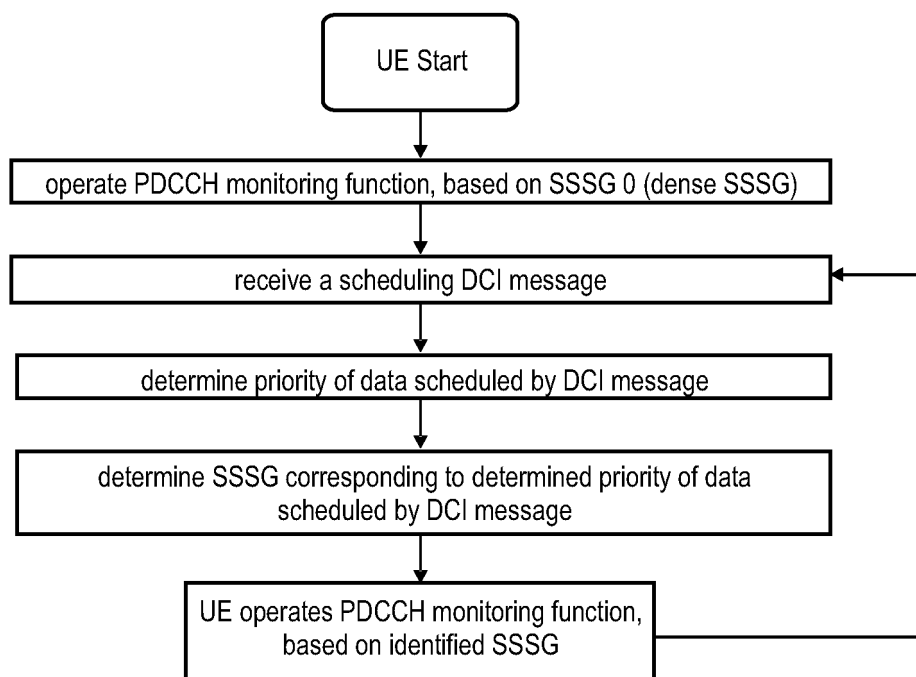 UE Start
operate PDCCH monitoring function, based on SSSG 0 (dense SSSG)
receive a scheduling DCI message
determine priority of data scheduled by DCI message
determine SSSG corresponding to determined priority of data
scheduled by DCI message
UE operates PDCCH monitoring function,
based on identified SSSG